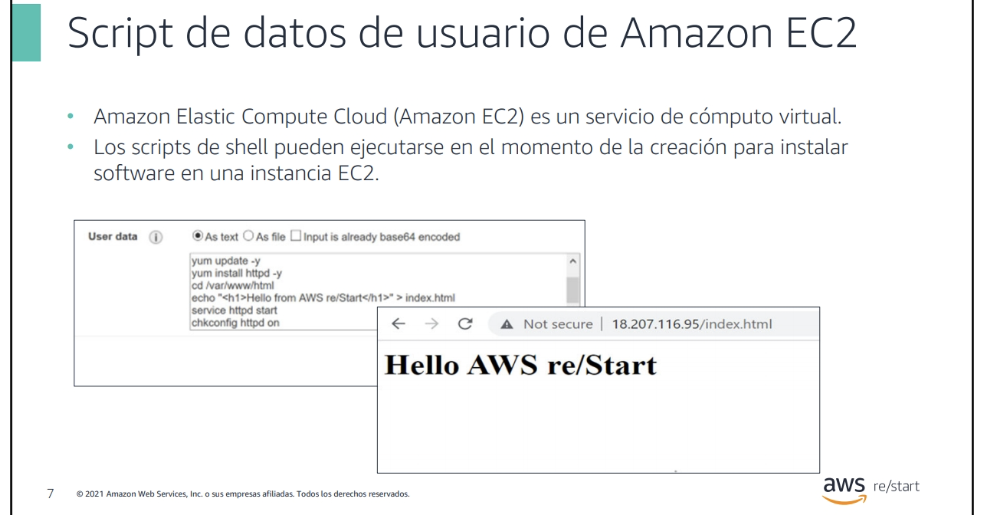 Script de datos de usuario de Amazon EC2
• Amazon Elastic Compute Cloud (Amazon EC2) es un servicio de cómputo virtual.
• Los scripts de shell pueden ejecutarse en el momento de la creación para instalar
software en una instancia EC2.
User data i As text As file Input is already base64 encoded
yum update -y
yum install httpd -y
cd /var/www/html
echo "<h1>Hello from AWS re/Start</h1>" > index.html
service httpd start
chkconfig httpd on
Not secure | 18.207.116.95/index.html
Hello AWS re/Start
7 © 2021 Amazon Web Services, Inc. o sus empresas afiliadas. Todos los derechos reservados.
aws re/start